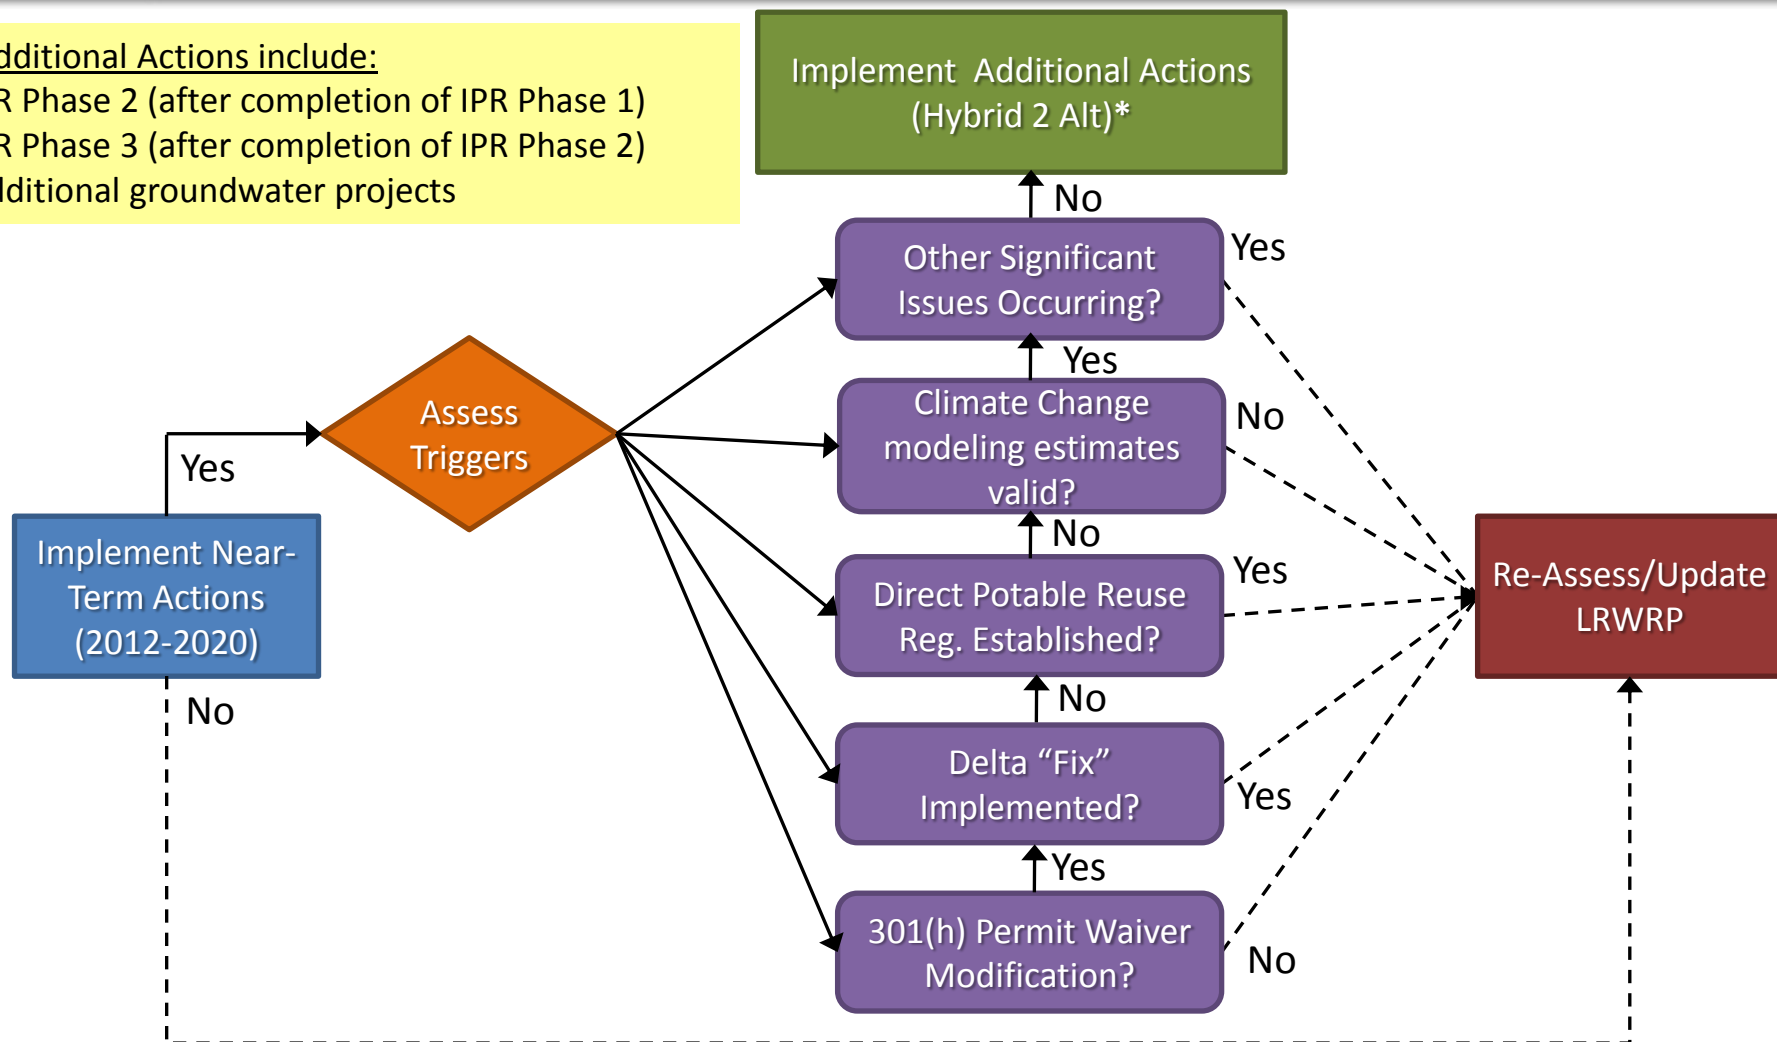 dditional Actions include:
R Phase 2 (after completion of IPR Phase 1)
R Phase 3 (after completion of IPR Phase 2)
dditional groundwater projects
Implement Additional Actions
(Hybrid 2 Alt)*
No
Other Significant
Issues Occurring?
Yes
Yes
Climate Change
modeling estimates
valid?
No
Assess
Triggers
Yes
No
Direct Potable Reuse
Reg. Established?
Yes
Implement Near-
Term Actions
(2012-2020)
No
Re-Assess/Update
LRWRP
No
Delta “Fix”
Implemented?
Yes
Yes
301(h) Permit Waiver
Modification?
No